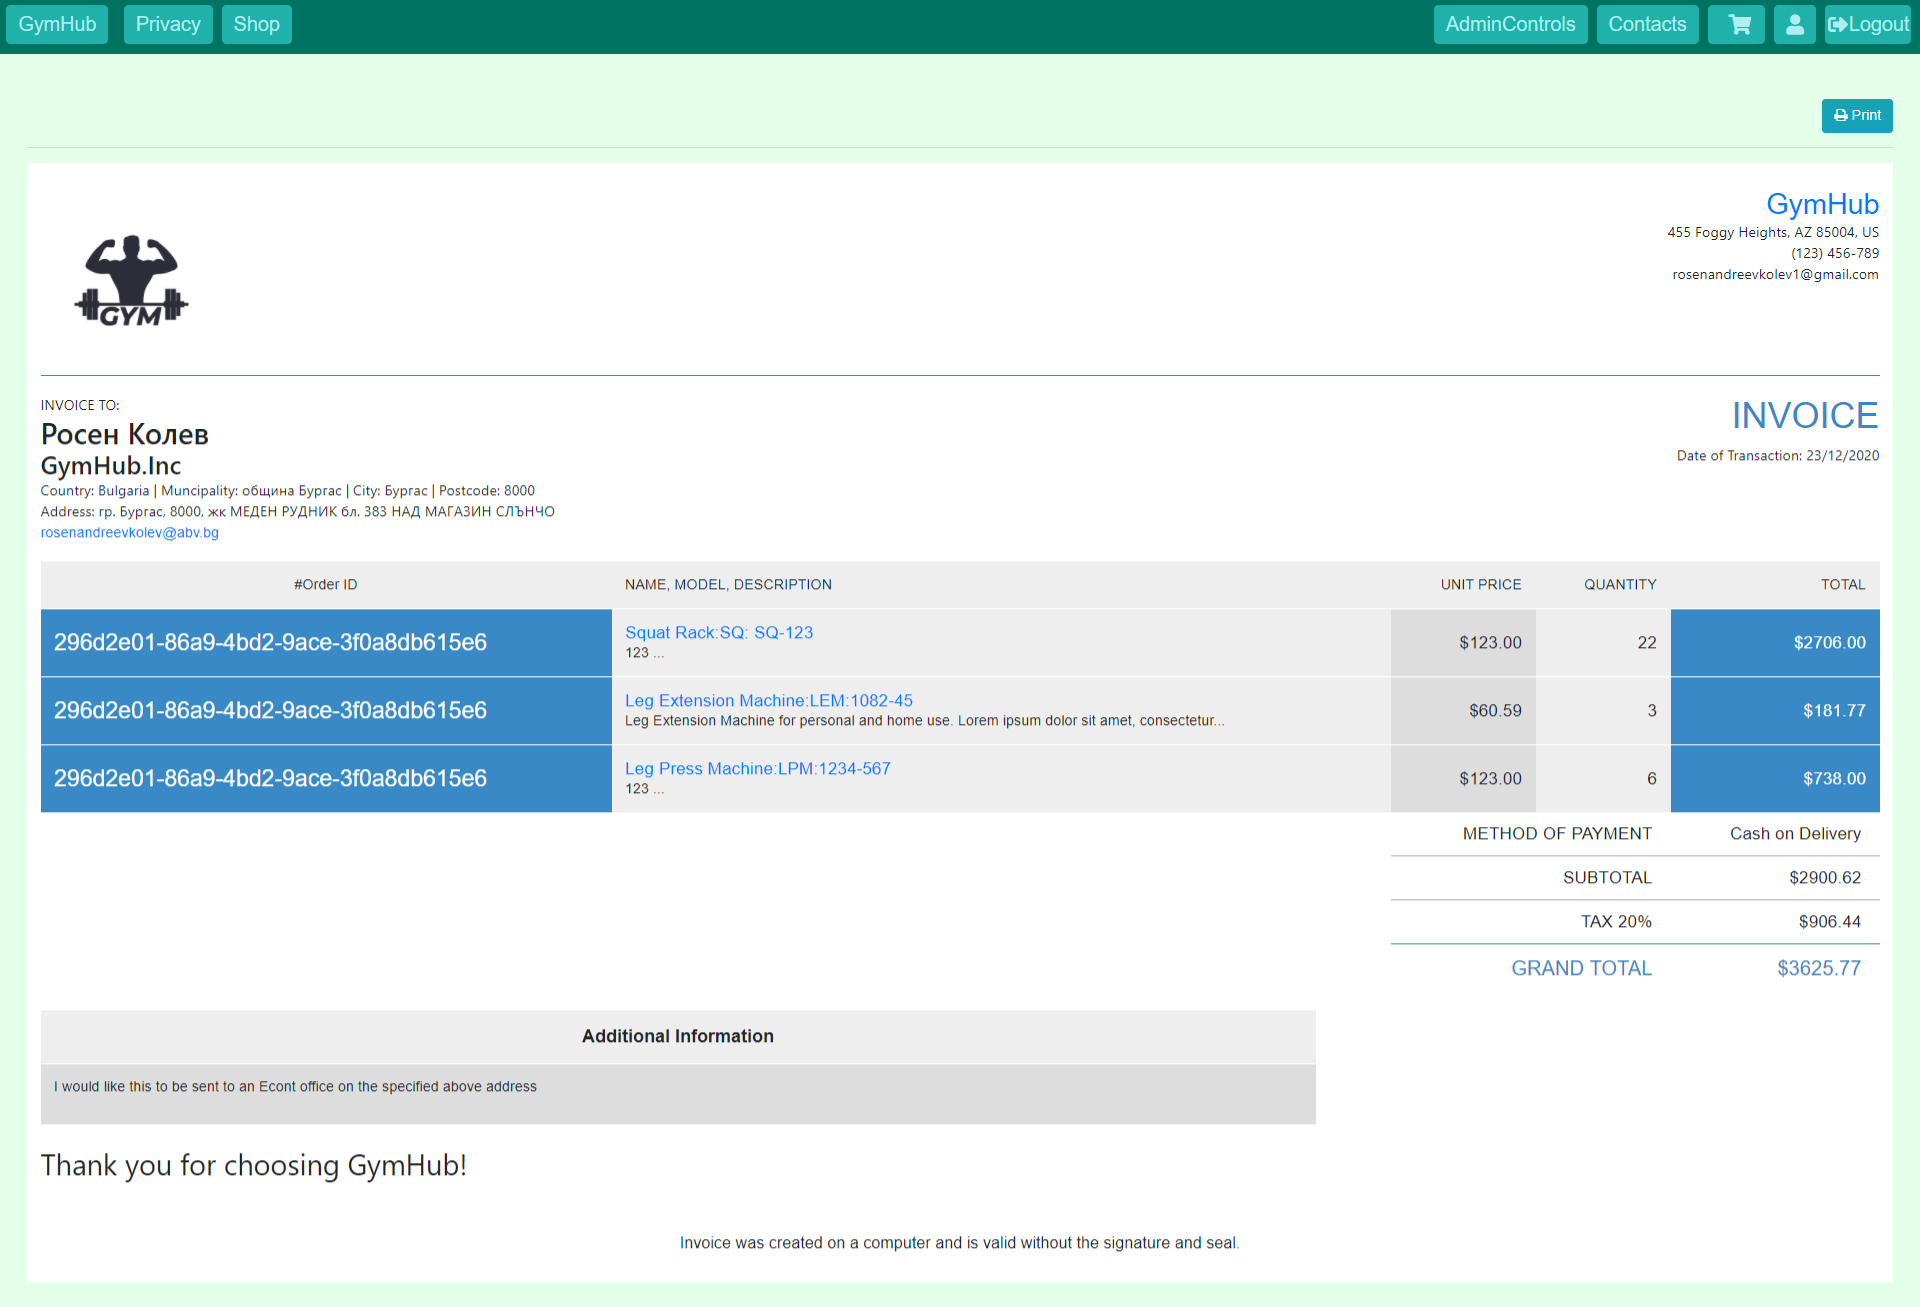 GymHub Privacy Shop AdminControls Contacts Logout
Print
GYM
GymHub
455 Foggy Heights, AZ 85004, US
(123) 456-789
rosenandreevkolev1@gmail.com
INVOICE TO:
Росен Колев
GymHub.Inc
Country: Bulgaria | Muncipality: община Бургас | City: Бургас | Postcode: 8000
Address: гр. Бургас, 8000, жк МЕДЕН РУДНИК бл. 383 НАД МАГАЗИН СЛЪНЧО
rosenandreevkolev@abv.bg
INVOICE
Date of Transaction: 23/12/2020
#Order ID NAME, MODEL, DESCRIPTION UNIT PRICE QUANTITY TOTAL
296d2e01-86a9-4bd2-9ace-3f0a8db615e6 Squat Rack:SQ: SQ-123 $123.00 22 $2706.00
123 ...
296d2e01-86a9-4bd2-9ace-3f0a8db615e6 Leg Extension Machine:LEM:1082-45 $60.59 3 $181.77
Leg Extension Machine for personal and home use. Lorem ipsum dolor sit amet, consectetur...
296d2e01-86a9-4bd2-9ace-3f0a8db615e6 Leg Press Machine:LPM:1234-567 $123.00 6 $738.00
123 ...
METHOD OF PAYMENT Cash on Delivery
SUBTOTAL $2900.62
TAX 20% $906.44
GRAND TOTAL $3625.77
Additional Information
I would like this to be sent to an Econt office on the specified above address
Thank you for choosing GymHub!
Invoice was created on a computer and is valid without the signature and seal.